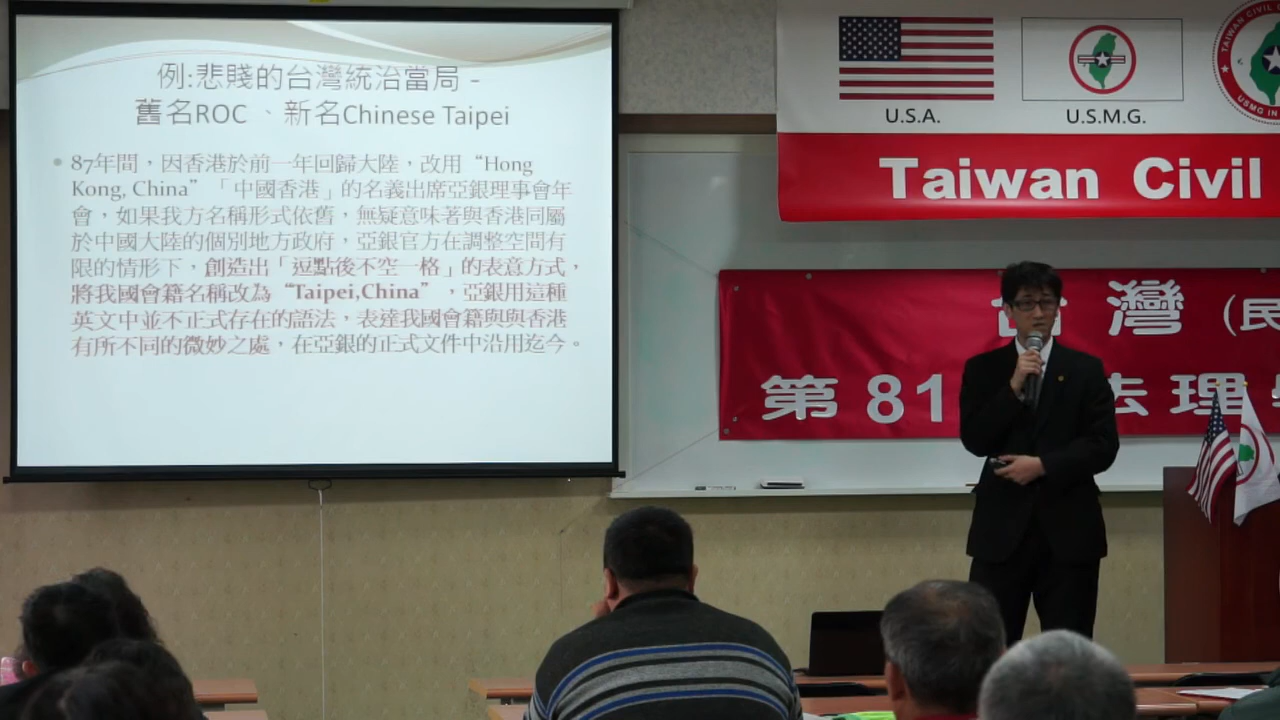 例:悲賤的台灣統治當局 -
舊名ROC 、新名Chinese Taipei
• 87年間，因香港於前一年回歸大陸，改用“Hong
Kong, China”「中國香港」的名義出席亞銀理事會年
會，如果我方名稱形式依舊，無疑意味著與香港同屬
於中國大陸的個別地方政府，亞銀官方在調整空間有
限的情形下，創造出「逗點後不空一格」的表意方式，
將我國會籍名稱改為“Taipei,China”，亞銀用這種
英文中並不正式存在的語法，表達我國會籍與與香港
有所不同的微妙之處，在亞銀的正式文件中沿用迄今。
U.S.A.
U.S.M.G.
TAIWAN CIVIL
USMG IN
Taiwan Civil
台灣（民
第 81 法理